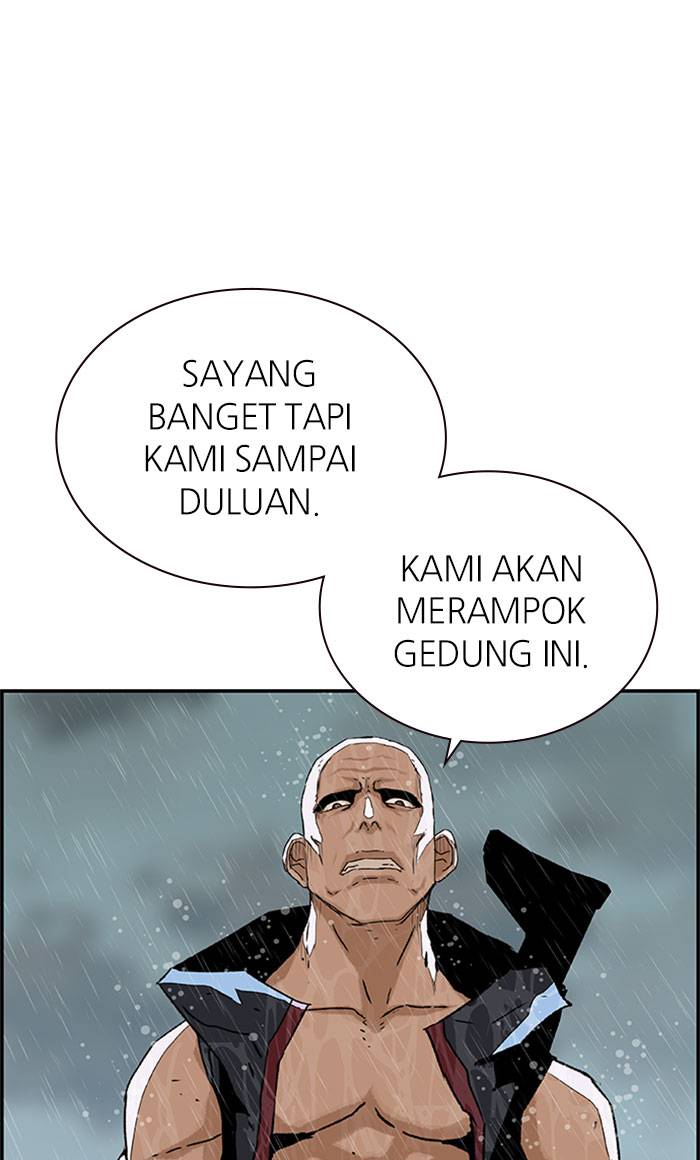 SAYANG
BANGET TAPI
KAMI SAMPAI
DULUAN.
KAMI AKAN
MERAMPOK
GEDUNG INI.